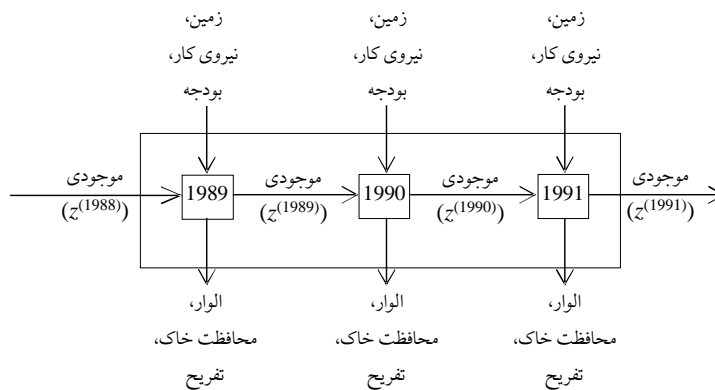 زمین، زمین، زمین،
نیروی کار، نیروی کار، نیروی کار،
بودجه بودجه بودجه
موجودی 1989 موجودی 1990 موجودی 1991 موجودی
(z^(1988)) (z^(1989)) (z^(1990)) (z^(1991))
الوار، الوار، الوار،
محافظت خاک، محافظت خاک، محافظت خاک،
تفریح تفریح تفریح